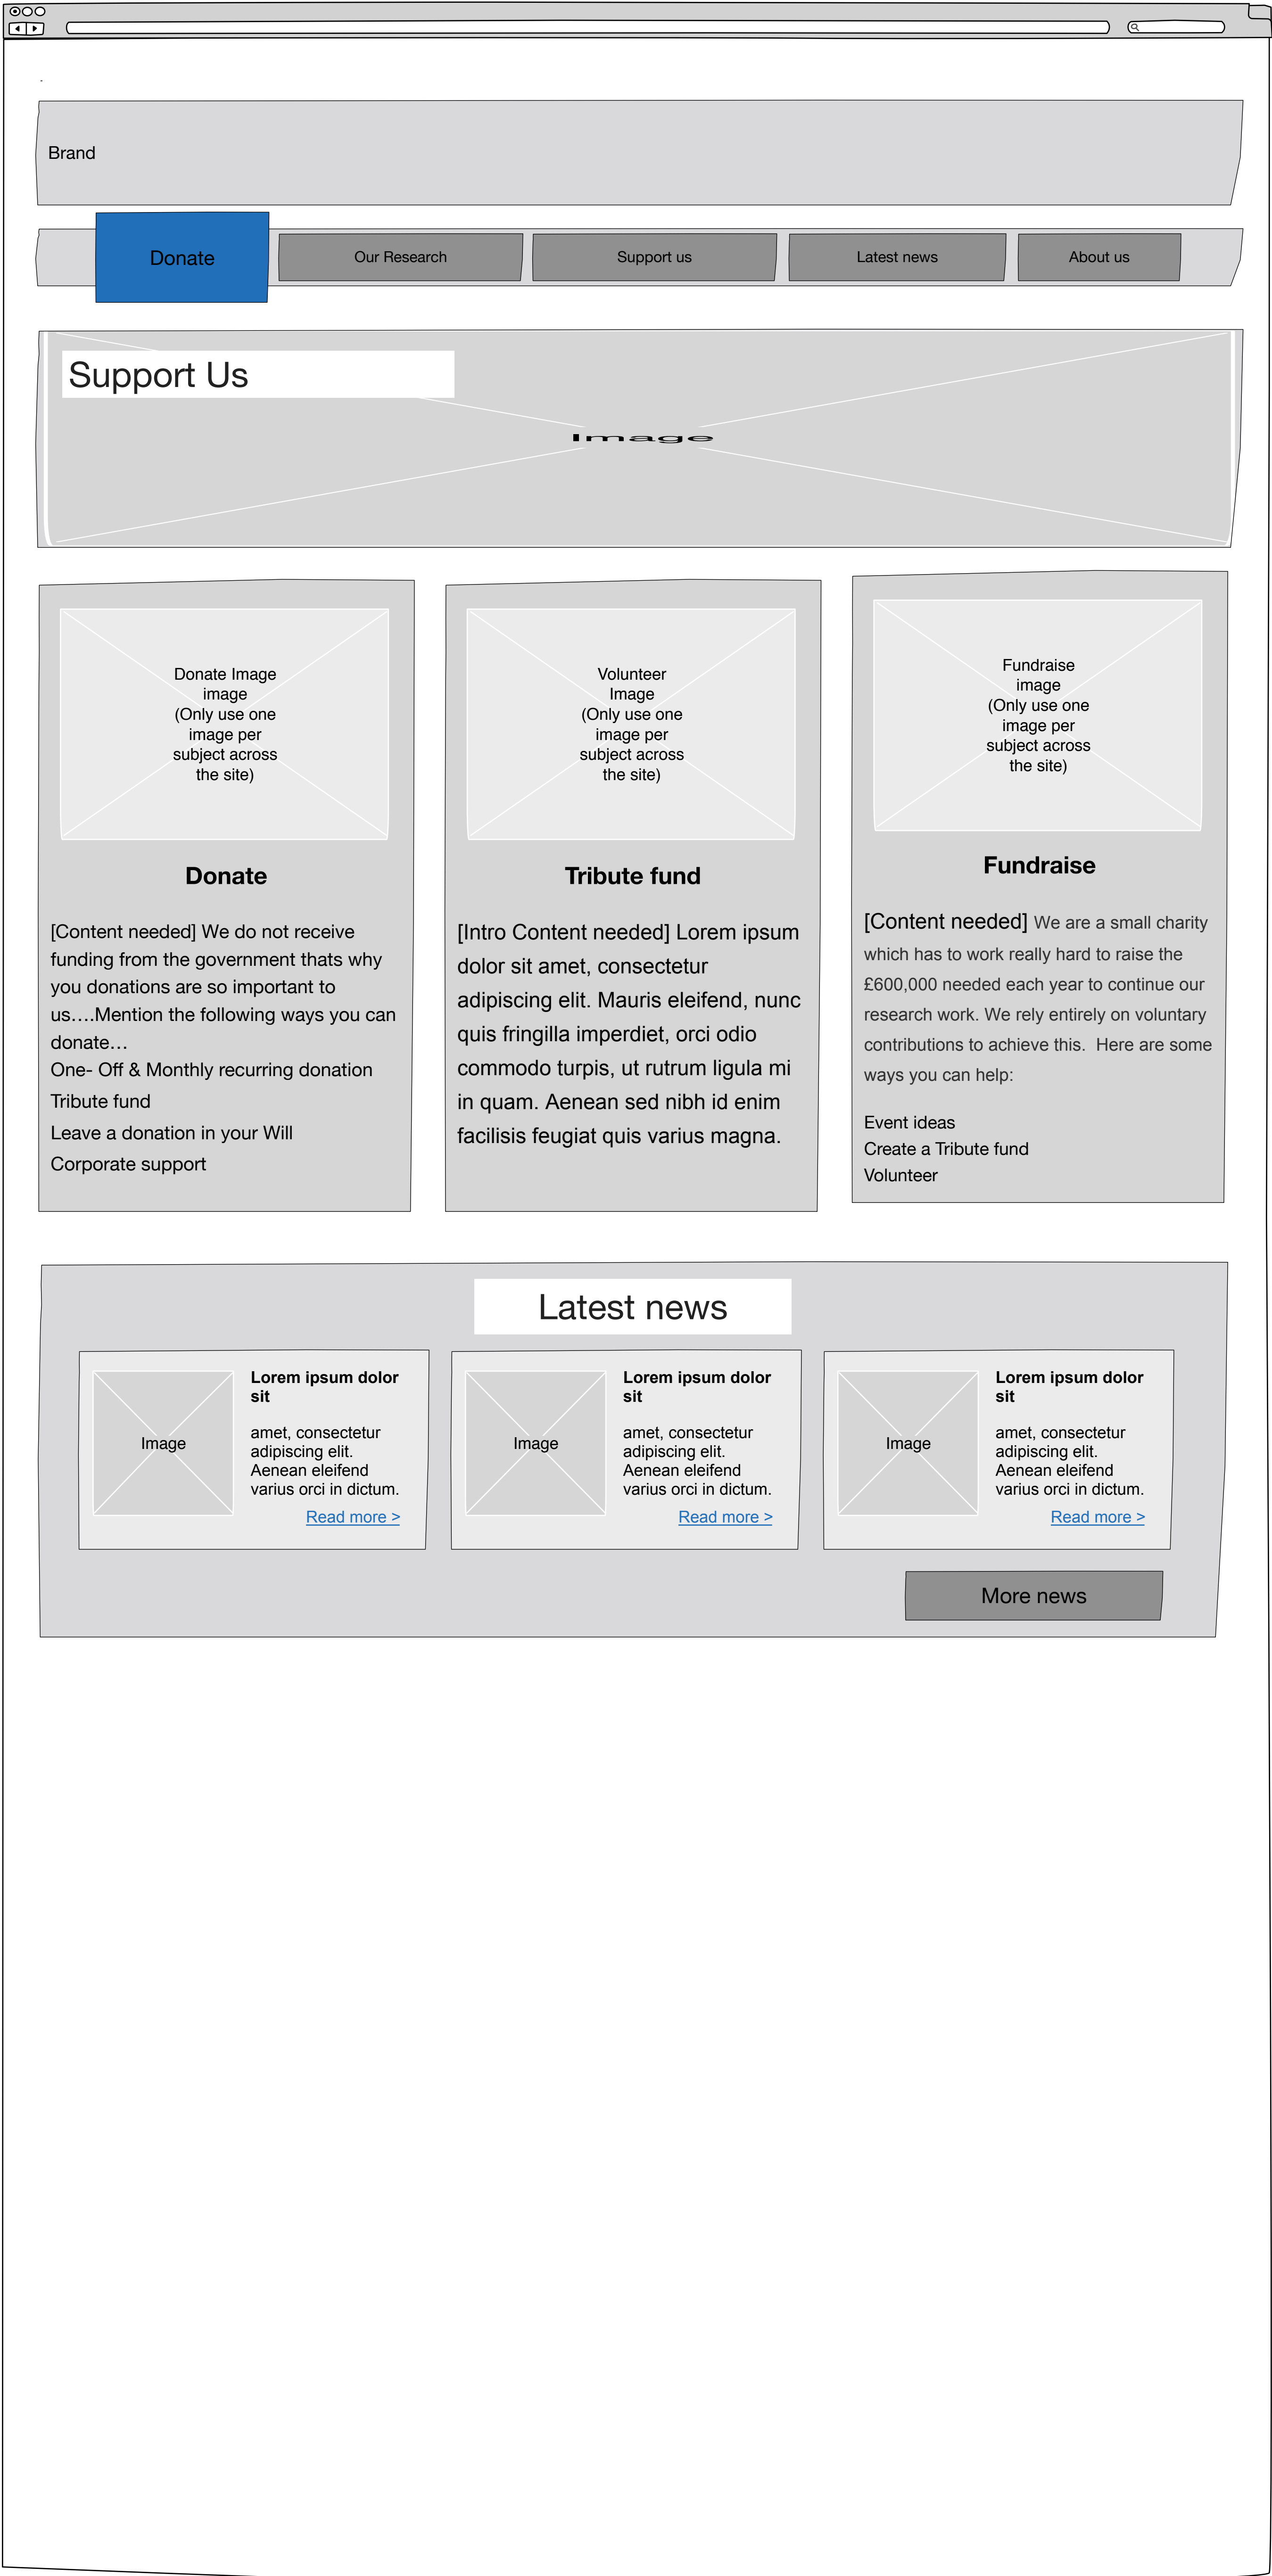 Brand
Donate
Our Research
Support us
Latest news
About us
Support Us
Image
Donate Image
image
(Only use one
image per
subject across
the site)
Donate
[Content needed] We do not receive
funding from the government thats why
you donations are so important to
us....Mention the following ways you can
donate...
One- Off & Monthly recurring donation
Tribute fund
Leave a donation in your Will
Corporate support
Volunteer
Image
(Only use one
image per
subject across
the site)
Tribute fund
[Intro Content needed] Lorem ipsum
dolor sit amet, consectetur
adipiscing elit. Mauris eleifend, nunc
quis fringilla imperdiet, orci odio
commodo turpis, ut rutrum ligula mi
in quam. Aenean sed nibh id enim
facilisis feugiat quis varius magna.
Fundraise
image
(Only use one
image per
subject across
the site)
Fundraise
[Content needed] We are a small charity
which has to work really hard to raise the
£600,000 needed each year to continue our
research work. We rely entirely on voluntary
contributions to achieve this.  Here are some
ways you can help:
Event ideas
Create a Tribute fund
Volunteer
Latest news
Image
Lorem ipsum dolor
sit
amet, consectetur
adipiscing elit.
Aenean eleifend
varius orci in dictum.
Read more >
Image
Lorem ipsum dolor
sit
amet, consectetur
adipiscing elit.
Aenean eleifend
varius orci in dictum.
Read more >
Image
Lorem ipsum dolor
sit
amet, consectetur
adipiscing elit.
Aenean eleifend
varius orci in dictum.
Read more >
More news